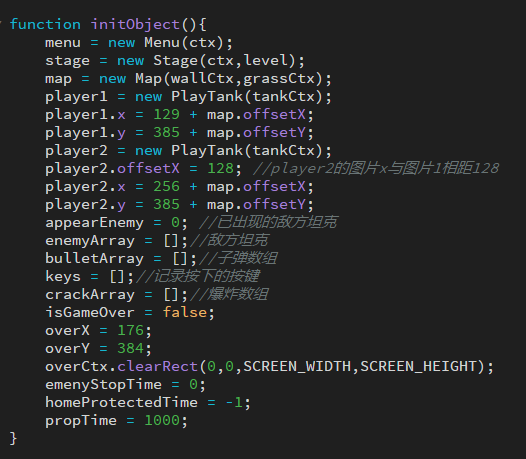 function initObject(){
    menu = new Menu(ctx);
    stage = new Stage(ctx,level);
    map = new Map(wallCtx,grassCtx);
    player1 = new PlayTank(tankCtx);
    player1.x = 129 + map.offsetX;
    player1.y = 385 + map.offsetY;
    player2 = new PlayTank(tankCtx);
    player2.offsetX = 128; //player2的图片x与图片1相距128
    player2.x = 256 + map.offsetX;
    player2.y = 385 + map.offsetY;
    appearEnemy = 0; //已出现的敌方坦克
    enemyArray = [];//敌方坦克
    bulletArray = [];//子弹数组
    keys = [];//记录按下的按键
    crackArray = [];//爆炸数组
    isGameOver = false;
    overX = 176;
    overY = 384;
    overCtx.clearRect(0,0,SCREEN_WIDTH,SCREEN_HEIGHT);
    emenyStopTime = 0;
    homeProtectedTime = -1;
    propTime = 1000;
}